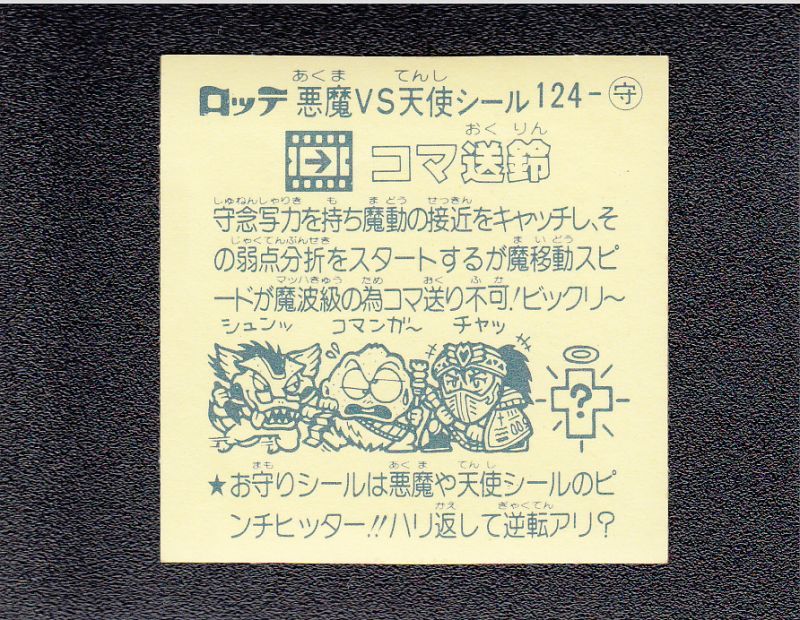 あくま てんし
ロッテ 悪魔VS天使シール124-守
おくりん
コマ送鈴
しゅねんしゃりき も まどう せっきん
守念写力を持ち魔動の接近をキャッチし、そ
じゃくてんぶんせき まいどう
の弱点分折をスタートするが魔移動スピ
マッハきゅう ため おく ふか
ードが魔波級の為コマ送り不可!ビックリ〜
シュンッ コマンガ〜 チャッ
?
まも あくま てんし
★お守りシールは悪魔や天使シールのピ
かえ ぎゃくてん
ンチヒッター!!ハリ返して逆転アリ?